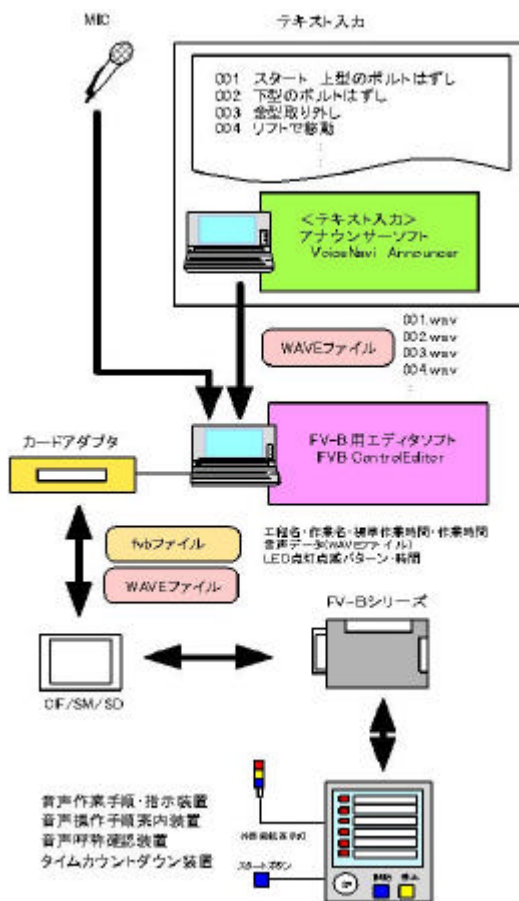 MIC
テキスト入力
001 スタート 上型のボルトはずし
002 下型のボルトはずし
003 金型取り外し
004 リフトで移動
<テキスト入力>
アナウンサーソフト
VoiceNavi Announcer
WAVEファイル
001.wav
002.wav
003.wav
004.wav
カードアダプタ
FV-B用エディタソフト
FVB ControlEditor
fvbファイル
WAVEファイル
工程名・作業名・標準作業時間・作業時間
音声データ(WAVEファイル)
LED点灯点滅パターン・時間
FV-Bシリーズ
CF/SM/SD
音声作業手順・指示装置
音声操作手順案内装置
音声呼称確認装置
タイムカウントダウン装置
スタートボタン